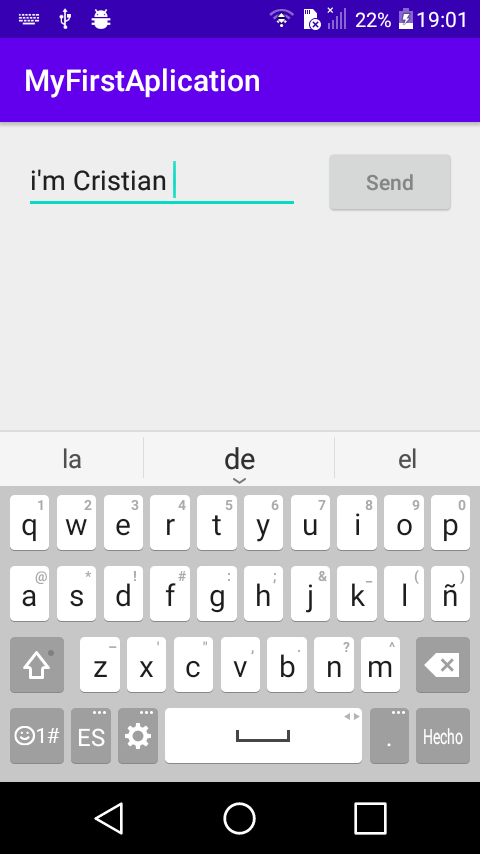 22% 19:01
MyFirstAplication
i'm Cristian Send
la de el
1 2 3 4 5 6 7 8 9 0
q w e r t y u i o p
@ * ! # : ; & _ ( )
a s d f g h j k l ñ
– ' " , . ? ^
z x c v b n m
1# ES . Hecho